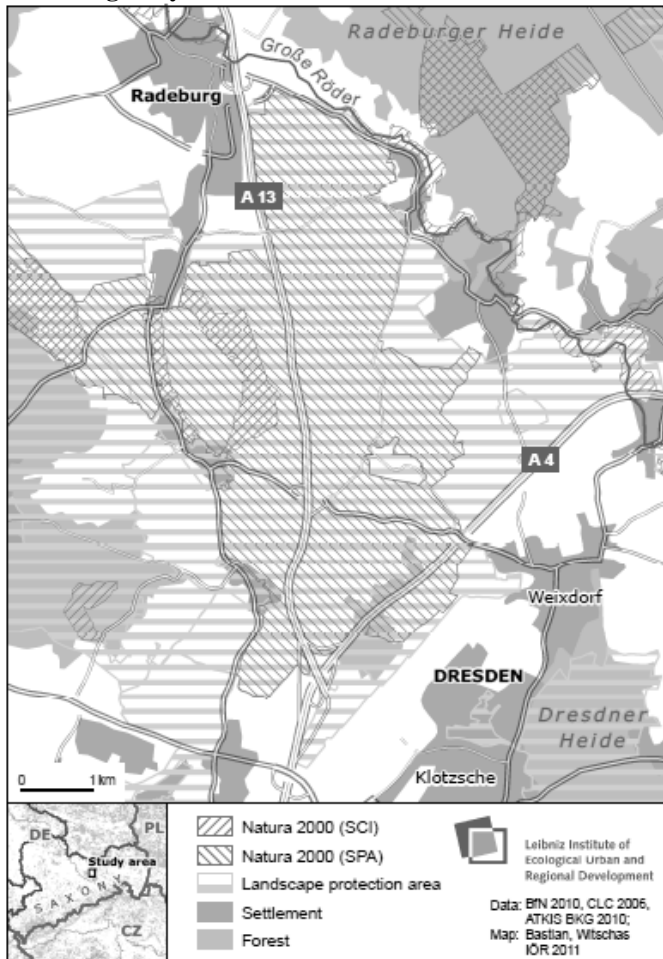 Radeburger Heide
Große Röder
Radeburg
A 13
A 4
Weixdorf
DRESDEN
Dresdner
Heide
Klotzsche
0 1 km
DE
PL
Study area
SAXONY
CZ
Natura 2000 (SCI)
Natura 2000 (SPA)
Landscape protection area
Settlement
Forest
Leibniz Institute of
Ecological Urban and
Regional Development
Data: BfN 2010, CLC 2006,
ATKIS BKG 2010;
Map: Bastian, Witschas
IÖR 2011